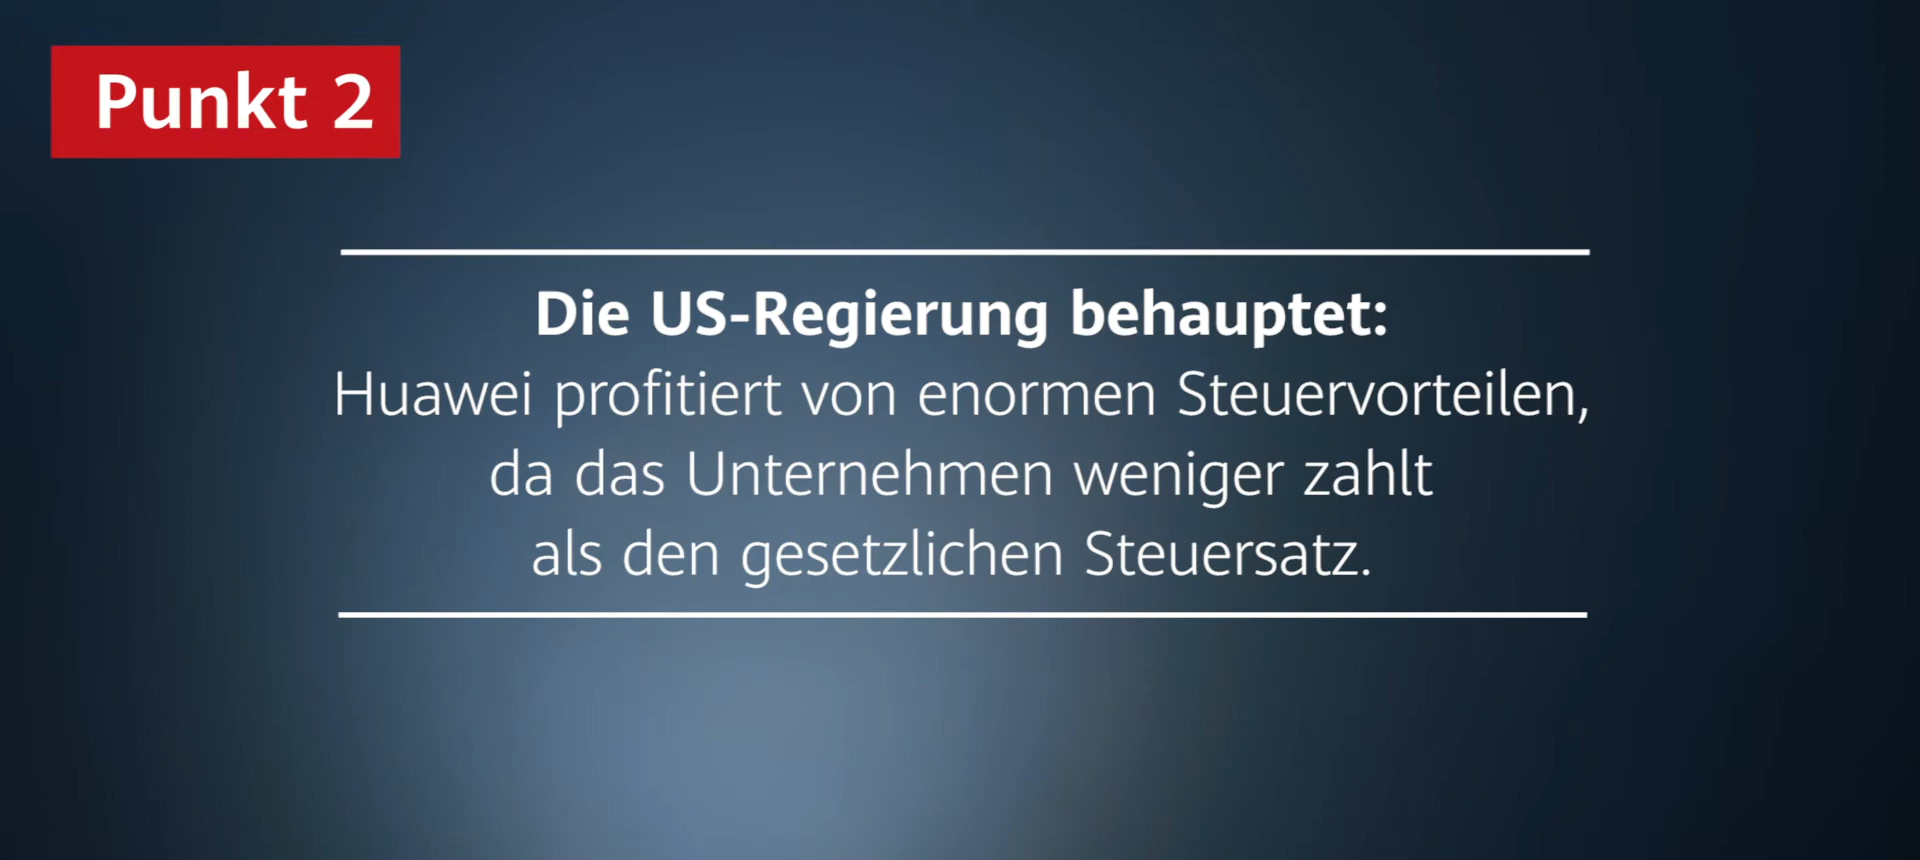 Punkt 2
Die US-Regierung behauptet:
Huawei profitiert von enormen Steuervorteilen,
da das Unternehmen weniger zahlt
als den gesetzlichen Steuersatz.